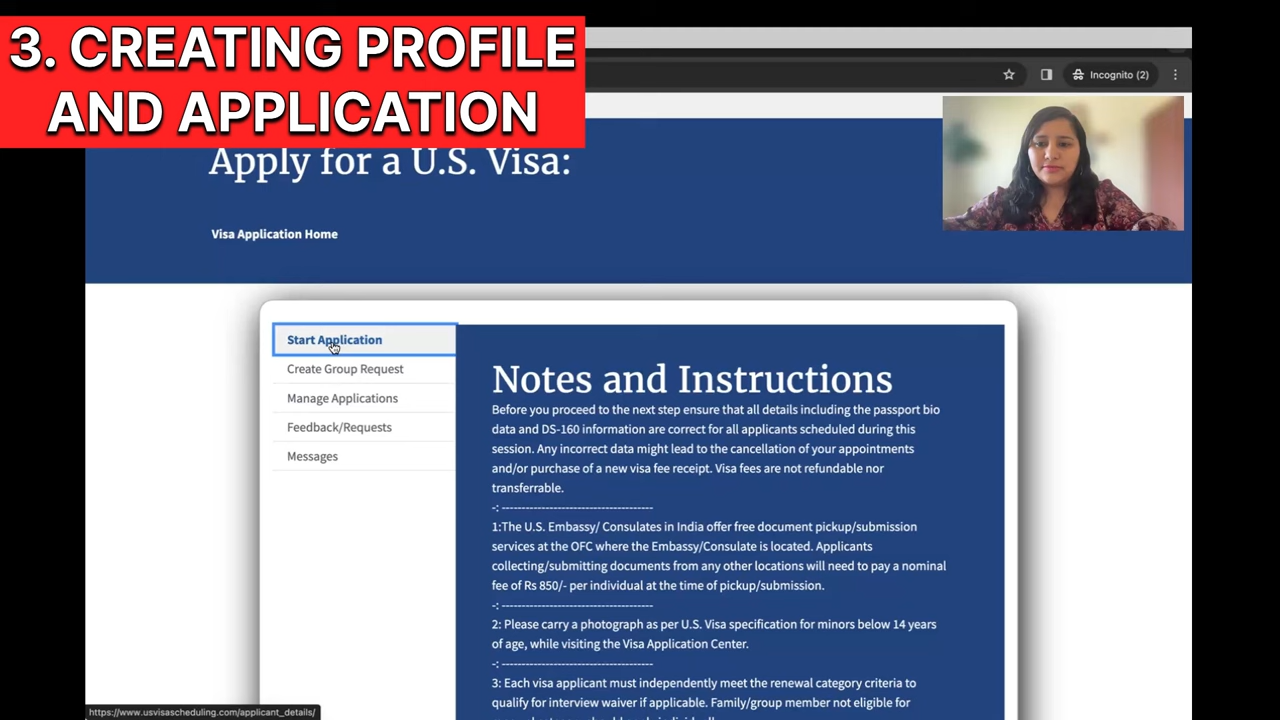 3. CREATING PROFILE
AND APPLICATION
Incognito (2)
Apply for a U.S. Visa:
Visa Application Home
Start Application
Create Group Request
Manage Applications
Feedback/Requests
Messages
Notes and Instructions
Before you proceed to the next step ensure that all details including the passport bio
data and DS-160 information are correct for all applicants scheduled during this
session. Any incorrect data might lead to the cancellation of your appointments
and/or purchase of a new visa fee receipt. Visa fees are not refundable nor
transferrable.
-: -------------------------------------
1:The U.S. Embassy/ Consulates in India offer free document pickup/submission
services at the OFC where the Embassy/Consulate is located. Applicants
collecting/submitting documents from any other locations will need to pay a nominal
fee of Rs 850/- per individual at the time of pickup/submission.
-: -------------------------------------
2: Please carry a photograph as per U.S. Visa specification for minors below 14 years
of age, while visiting the Visa Application Center.
-: -------------------------------------
3: Each visa applicant must independently meet the renewal category criteria to
qualify for interview waiver if applicable. Family/group member not eligible for
https://www.usvisascheduling.com/applicant_details/